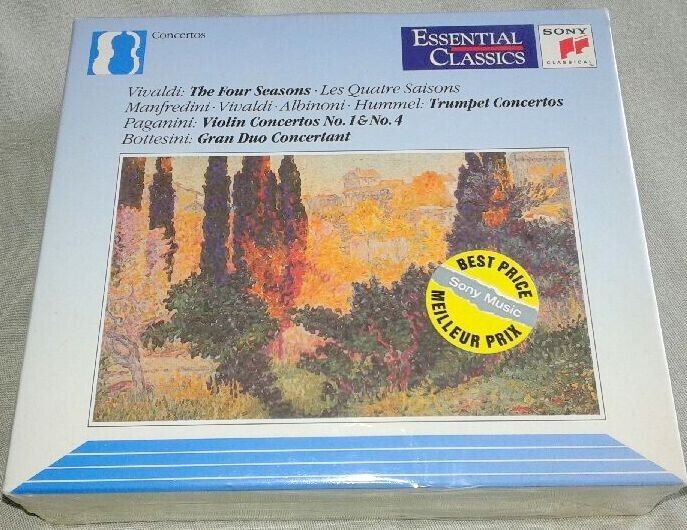 Concertos
ESSENTIAL
CLASSICS
SONY
CLASSICAL
Vivaldi: The Four Seasons · Les Quatre Saisons
Manfredini · Vivaldi · Albinoni · Hummel: Trumpet Concertos
Paganini: Violin Concertos No. 1 & No. 4
Bottesini: Gran Duo Concertant
BEST PRICE
Sony Music
MEILLEUR PRIX